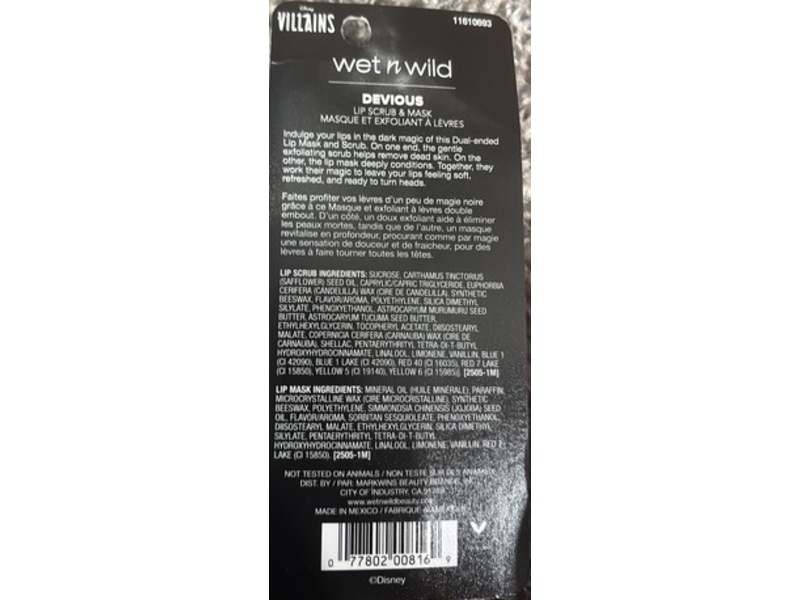 Disney
VILLAINS
11610693
wet n wild
DEVIOUS
LIP SCRUB & MASK
MASQUE ET EXFOLIANT À LÈVRES
Indulge your lips in the dark magic of this Dual-ended
Lip Mask and Scrub. On one end, the gentle
exfoliating scrub helps remove dead skin. On the
other, the lip mask deeply conditions. Together, they
work their magic to leave your lips feeling soft,
refreshed, and ready to turn heads.
Faites profiter vos lèvres d'un peu de magie noire
grâce à ce Masque et exfoliant à lèvres double
embout. D'un côté, un doux exfoliant aide à éliminer
les peaux mortes, tandis que de l'autre, un masque
revitalise en profondeur, procurant comme par magie
une sensation de douceur et de fraicheur, pour des
lèvres à faire tourner toutes les têtes.
LIP SCRUB INGREDIENTS: SUCROSE, CARTHAMUS TINCTORIUS
(SAFFLOWER) SEED OIL, CAPRYLIC/CAPRIC TRIGLYCERIDE, EUPHORBIA
CERIFERA (CANDELILLA) WAX (CIRE DE CANDELILLA), SYNTHETIC
BEESWAX, FLAVOR/AROMA, POLYETHYLENE, SILICA DIMETHYL
SILYLATE, PHENOXYETHANOL, ASTROCARYUM MURUMURU SEED
BUTTER, ASTROCARYUM TUCUMA SEED BUTTER,
ETHYLHEXYLGLYCERIN, TOCOPHERYL ACETATE, DIISOSTEARYL
MALATE, COPERNICIA CERIFERA (CARNAUBA) WAX (CIRE DE
CARNAUBA), SHELLAC, PENTAERYTHRITYL TETRA-DI-T-BUTYL
HYDROXYHYDROCINNAMATE, LINALOOL, LIMONENE, VANILLIN, BLUE 1
(CI 42090), BLUE 1 LAKE (CI 42090), RED 40 (CI 16035), RED 7 LAKE
(CI 15850), YELLOW 5 (CI 19140), YELLOW 6 (CI 15985). [2505-1M]
LIP MASK INGREDIENTS: MINERAL OIL (HUILE MINÉRALE), PARAFFIN,
MICROCRYSTALLINE WAX (CIRE MICROCRISTALLINE), SYNTHETIC
BEESWAX, POLYETHYLENE, SIMMONDSIA CHINENSIS (JOJOBA) SEED
OIL, FLAVOR/AROMA, SORBITAN SESQUIOLEATE, PHENOXYETHANOL,
DIISOSTEARYL MALATE, ETHYLHEXYLGLYCERIN, SILICA DIMETHYL
SILYLATE, PENTAERYTHRITYL TETRA-DI-T-BUTYL
HYDROXYHYDROCINNAMATE, LINALOOL, LIMONENE, VANILLIN, RED 7
LAKE (CI 15850). [2505-1M]
NOT TESTED ON ANIMALS / NON TESTÉ SUR DES ANIMAUX
DIST. BY / PAR: MARKWINS BEAUTY BRANDS, INC.
CITY OF INDUSTRY, CA
www.wetnwildbeauty.com
MADE IN MEXICO / FABRIQUÉ AU MEXIQUE
0 77802 00816 9
©Disney